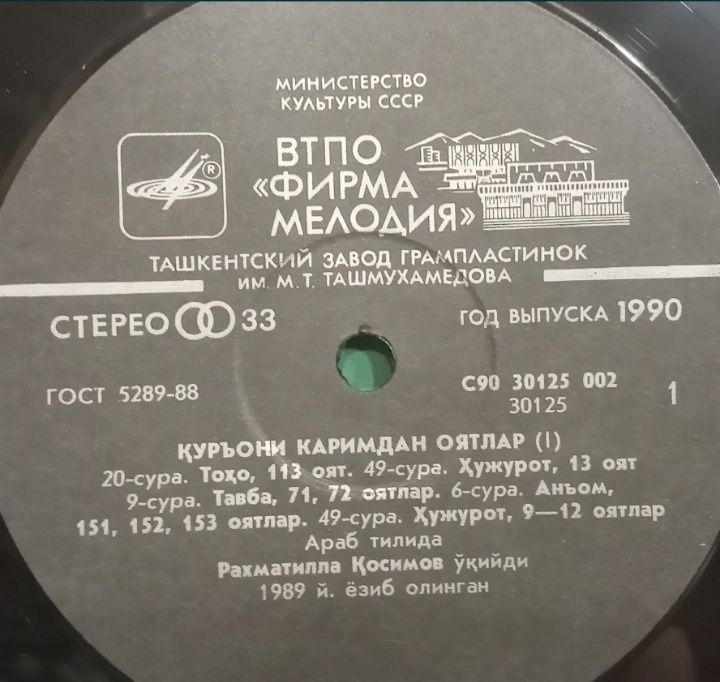 МИНИСТЕРСТВО
КУЛЬТУРЫ СССР
ВТПО
«ФИРМА
МЕЛОДИЯ»
®
ТАШКЕНТСКИЙ ЗАВОД ГРАМПЛАСТИНОК
ИМ. М. Т. ТАШМУХАМЕДОВА
СТЕРЕО 33
ГОД ВЫПУСКА 1990
ГОСТ 5289-88
С90 30125 002
30125
1
ҚУРЪОНИ КАРИМДАН ОЯТЛАР (I)
20-сура. Тоҳо, 113 оят. 49-сура. Ҳужурот, 13 оят
9-сура. Тавба, 71, 72 оятлар. 6-сура. Анъом,
151, 152, 153 оятлар. 49-сура. Ҳужурот, 9—12 оятлар
Араб тилида
Рахматилла Қосимов ўқийди
1989 й. ёзиб олинган